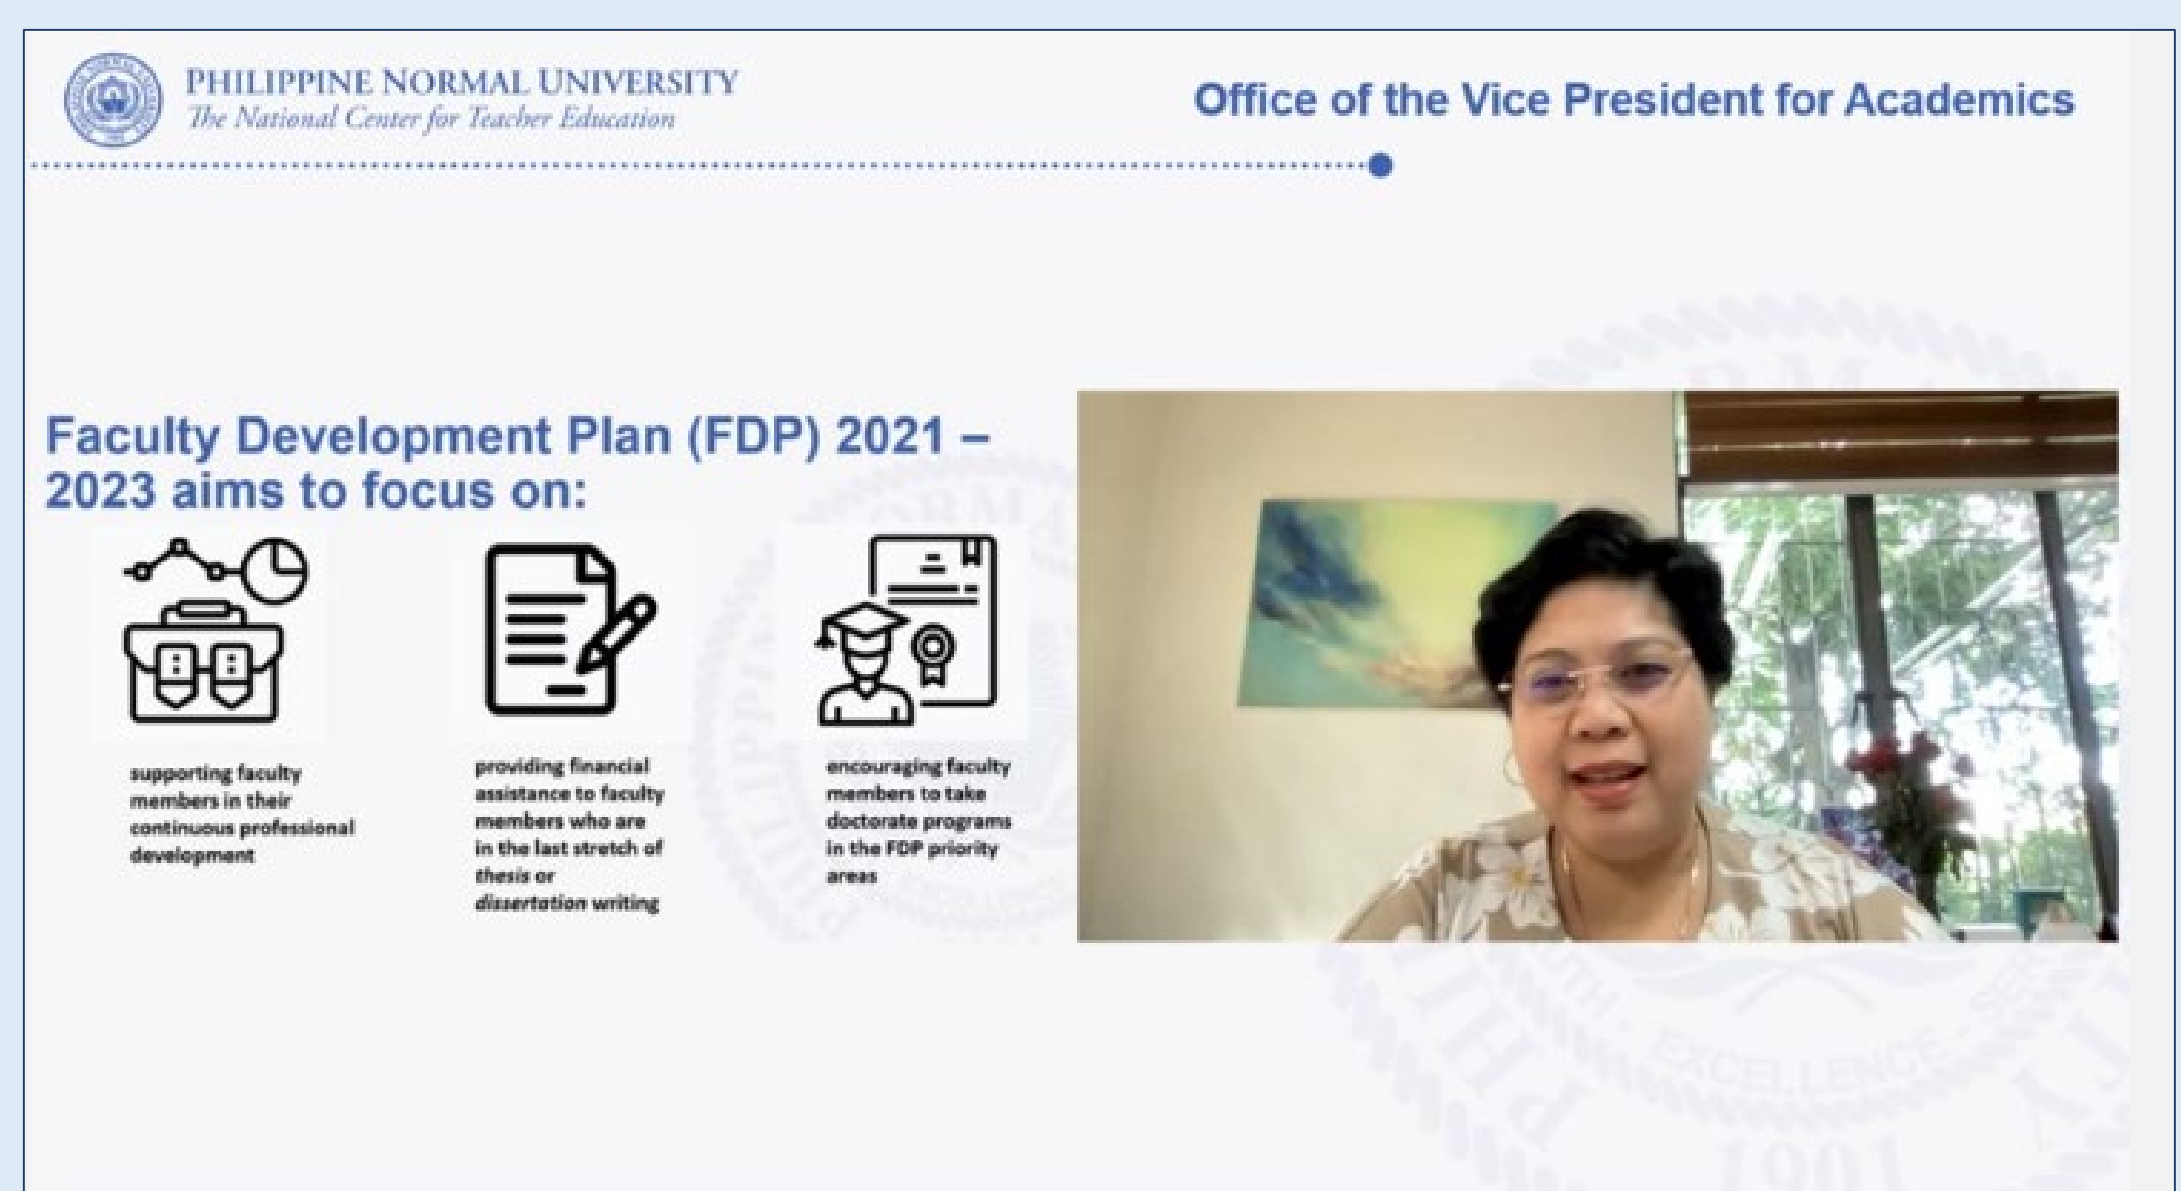 PHILIPPINE NORMAL UNIVERSITY
The National Center for Teacher Education
Office of the Vice President for Academics
Faculty Development Plan (FDP) 2021 –
2023 aims to focus on:
supporting faculty
members in their
continuous professional
development
providing financial
assistance to faculty
members who are
in the last stretch of
thesis or
dissertation writing
encouraging faculty
members to take
doctorate programs
in the FDP priority
areas
EXCELLENCE
1901